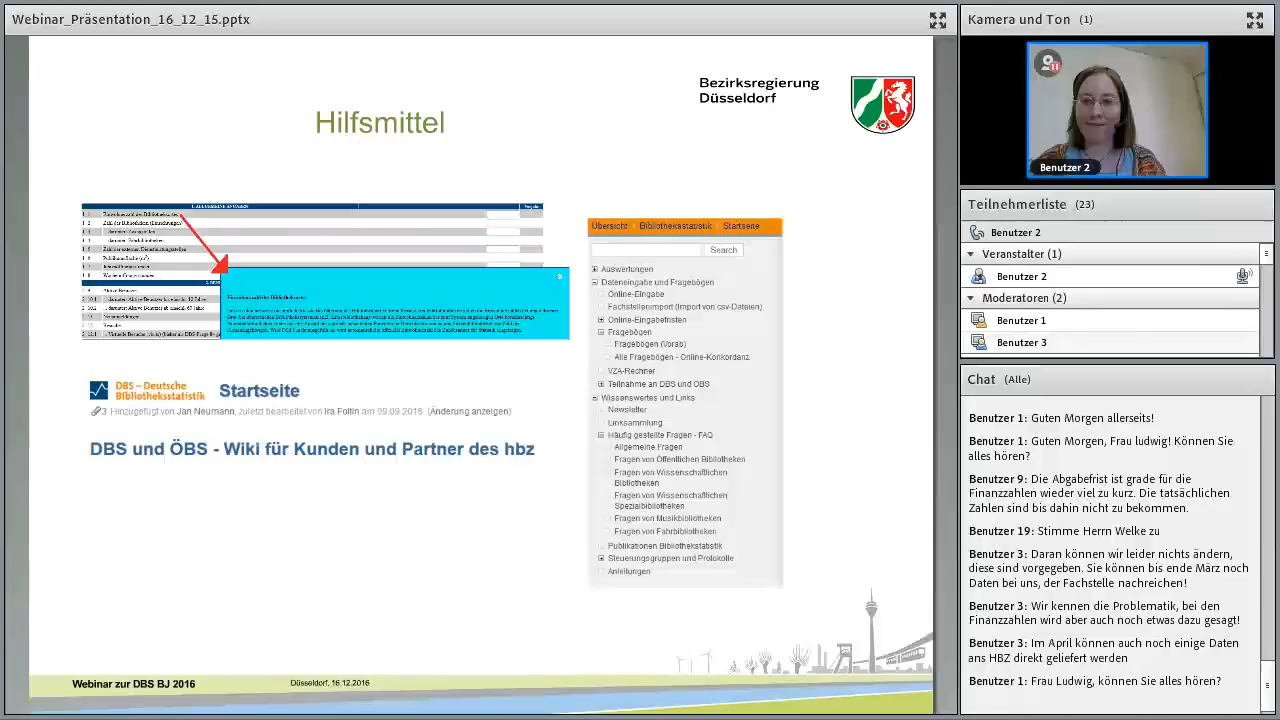 Webinar_Präsentation_16_12_15.pptx
Bezirksregierung
Düsseldorf
Hilfsmittel
1. ALLGEMEINE ANGABEN
DBS – Deutsche
Bibliotheksstatistik
Startseite
3 Hinzugefügt von Jan Neumann, zuletzt bearbeitet von Ira Foltin am 09.09.2016 (Änderung anzeigen)
DBS und ÖBS - Wiki für Kunden und Partner des hbz
Übersicht Bibliotheksstatistik Startseite
Search
Auswertungen
Dateneingabe und Fragebögen
Online-Eingabe
Fachstellenimport (Import von csv-Dateien)
Online-Eingabefristen
Fragebögen
Fragebögen (Vorab)
Alle Fragebögen - Online-Konkordanz
VZA-Rechner
Teilnahme an DBS und ÖBS
Wissenswertes und Links
Newsletter
Linksammlung
Häufig gestellte Fragen - FAQ
Allgemeine Fragen
Fragen von Öffentlichen Bibliotheken
Fragen von Wissenschaftlichen
Bibliotheken
Fragen von Wissenschaftlichen
Spezialbibliotheken
Fragen von Musikbibliotheken
Fragen von Fahrbibliotheken
Publikationen Bibliothekstatistik
Steuerungsgruppen und Protokolle
Anleitungen
Webinar zur DBS BJ 2016
Düsseldorf, 16.12.2016
Kamera und Ton (1)
Benutzer 2
Teilnehmerliste (23)
Benutzer 2
Veranstalter (1)
Benutzer 2
Moderatoren (2)
Benutzer 1
Benutzer 3
Chat (Alle)
Benutzer 1: Guten Morgen allerseits!
Benutzer 1: Guten Morgen, Frau ludwig! Können Sie
alles hören?
Benutzer 9: Die Abgabefrist ist grade für die
Finanzzahlen wieder viel zu kurz. Die tatsächlichen
Zahlen sind bis dahin nicht zu bekommen.
Benutzer 19: Stimme Herrn Welke zu
Benutzer 3: Daran können wir leider nichts ändern,
diese sind vorgegeben. Sie können bis ende März noch
Daten bei uns, der Fachstelle nachreichen!
Benutzer 3: Wir kennen die Problematik, bei den
Finanzzahlen wird aber auch noch etwas dazu gesagt!
Benutzer 3: Im April können auch noch einige Daten
ans HBZ direkt geliefert werden
Benutzer 1: Frau Ludwig, können Sie alles hören?